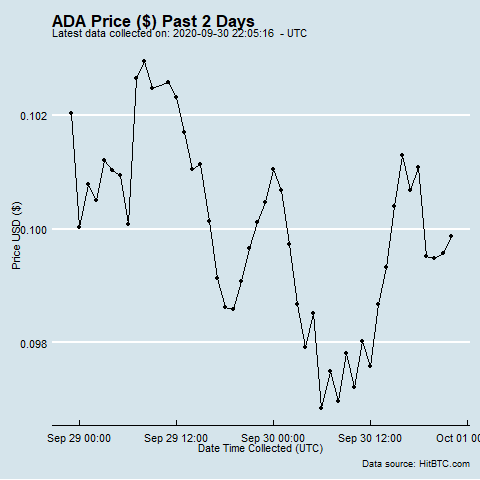 ADA Price ($) Past 2 Days
Latest data collected on: 2020-09-30 22:05:16 - UTC
0.102
0.100
0.098
Price USD ($)
Sep 29 00:00 Sep 29 12:00 Sep 30 00:00 Sep 30 12:00 Oct 01 00
Date Time Collected (UTC)
Data source: HitBTC.com